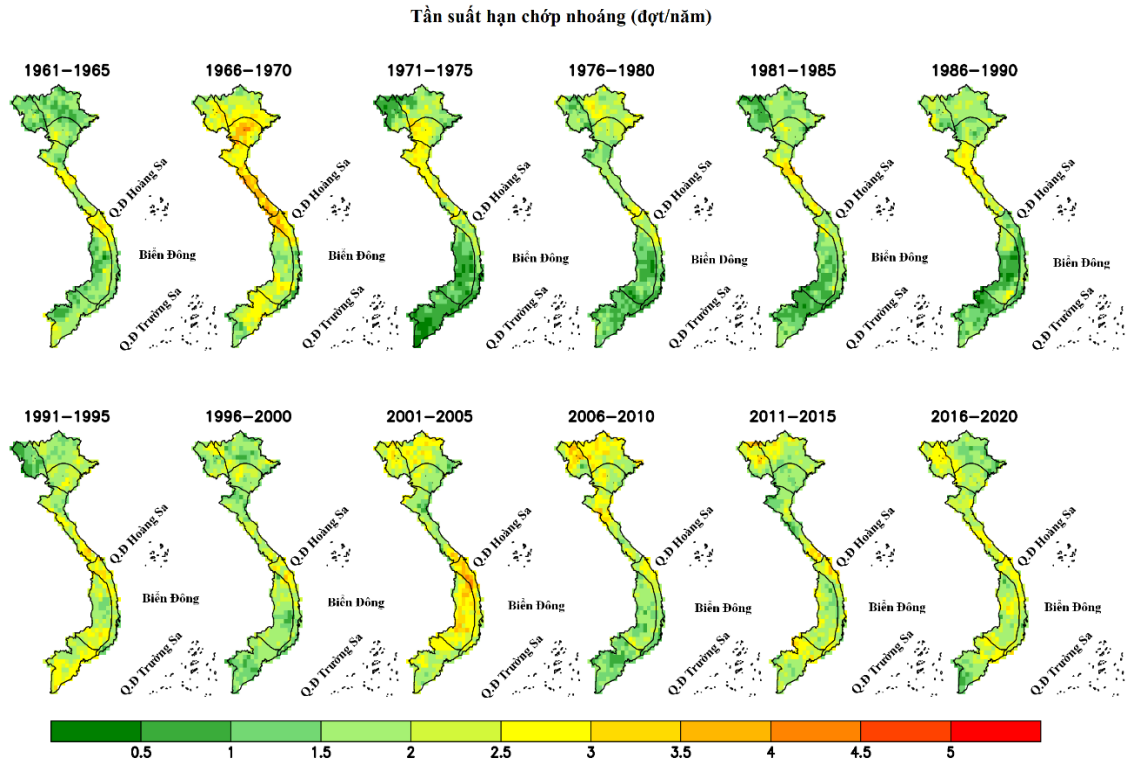 Tần suất hạn chớp nhoáng (đợt/năm)
1961–1965
1966–1970
1971–1975
1976–1980
1981–1985
1986–1990
Q.Đ Hoàng Sa
Q.Đ Hoàng Sa
Q.Đ Hoàng Sa
Q.Đ Hoàng Sa
Q.Đ Hoàng Sa
Q.Đ Hoàng Sa
Biển Đông
Biển Đông
Biển Đông
Biển Đông
Biển Đông
Biển Đông
Q.Đ Trường Sa
Q.Đ Trường Sa
Q.Đ Trường Sa
Q.Đ Trường Sa
Q.Đ Trường Sa
Q.Đ Trường Sa
1991–1995
1996–2000
2001–2005
2006–2010
2011–2015
2016–2020
Q.Đ Hoàng Sa
Q.Đ Hoàng Sa
Q.Đ Hoàng Sa
Q.Đ Hoàng Sa
Q.Đ Hoàng Sa
Q.Đ Hoàng Sa
Biển Đông
Biển Đông
Biển Đông
Biển Đông
Biển Đông
Biển Đông
Q.Đ Trường Sa
Q.Đ Trường Sa
Q.Đ Trường Sa
Q.Đ Trường Sa
Q.Đ Trường Sa
Q.Đ Trường Sa
0.5 1 1.5 2 2.5 3 3.5 4 4.5 5